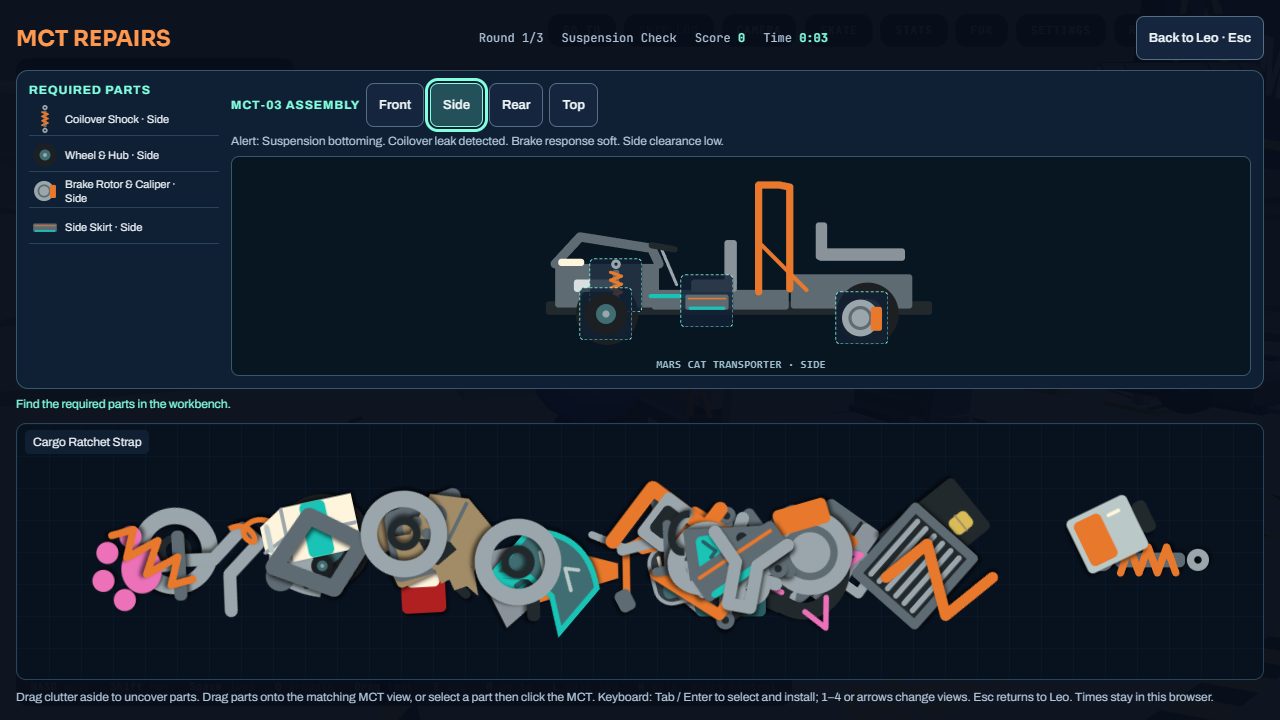 MCT REPAIRS
Round 1/3 Suspension Check Score 0 Time 0:03
Back to Leo · Esc
REQUIRED PARTS
Coilover Shock · Side
Wheel & Hub · Side
Brake Rotor & Caliper ·
Side
Side Skirt · Side
MCT-03 ASSEMBLY
Front
Side
Rear
Top
Alert: Suspension bottoming. Coilover leak detected. Brake response soft. Side clearance low.
MARS CAT TRANSPORTER · SIDE
Find the required parts in the workbench.
Cargo Ratchet Strap
Drag clutter aside to uncover parts. Drag parts onto the matching MCT view, or select a part then click the MCT. Keyboard: Tab / Enter to select and install; 1–4 or arrows change views. Esc returns to Leo. Times stay in this browser.